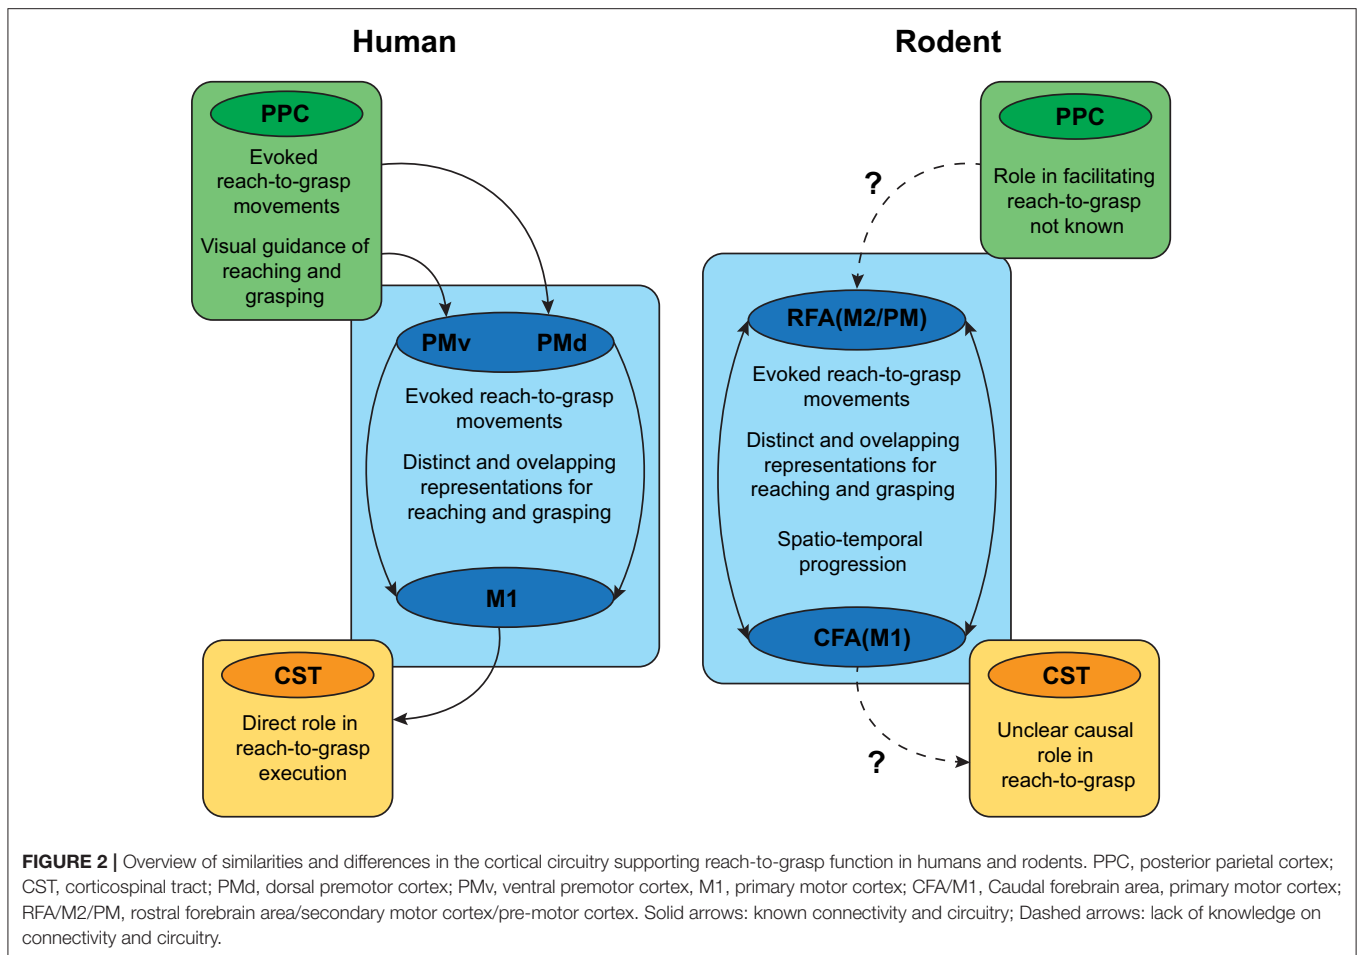 Human
PPC
Evoked
reach-to-grasp
movements
Visual guidance of
reaching and
grasping
PMv PMd
Evoked reach-to-grasp
movements
Distinct and ovelapping
representations for
reaching and grasping
M1
CST
Direct role in
reach-to-grasp
execution
Rodent
PPC
Role in facilitating
reach-to-grasp
not known
?
RFA(M2/PM)
Evoked reach-to-grasp
movements
Distinct and ovelapping
representations for
reaching and grasping
Spatio-temporal
progression
CFA(M1)
?
CST
Unclear causal
role in
reach-to-grasp
FIGURE 2 | Overview of similarities and differences in the cortical circuitry supporting reach-to-grasp function in humans and rodents. PPC, posterior parietal cortex;
CST, corticospinal tract; PMd, dorsal premotor cortex; PMv, ventral premotor cortex, M1, primary motor cortex; CFA/M1, Caudal forebrain area, primary motor cortex;
RFA/M2/PM, rostral forebrain area/secondary motor cortex/pre-motor cortex. Solid arrows: known connectivity and circuitry; Dashed arrows: lack of knowledge on
connectivity and circuitry.